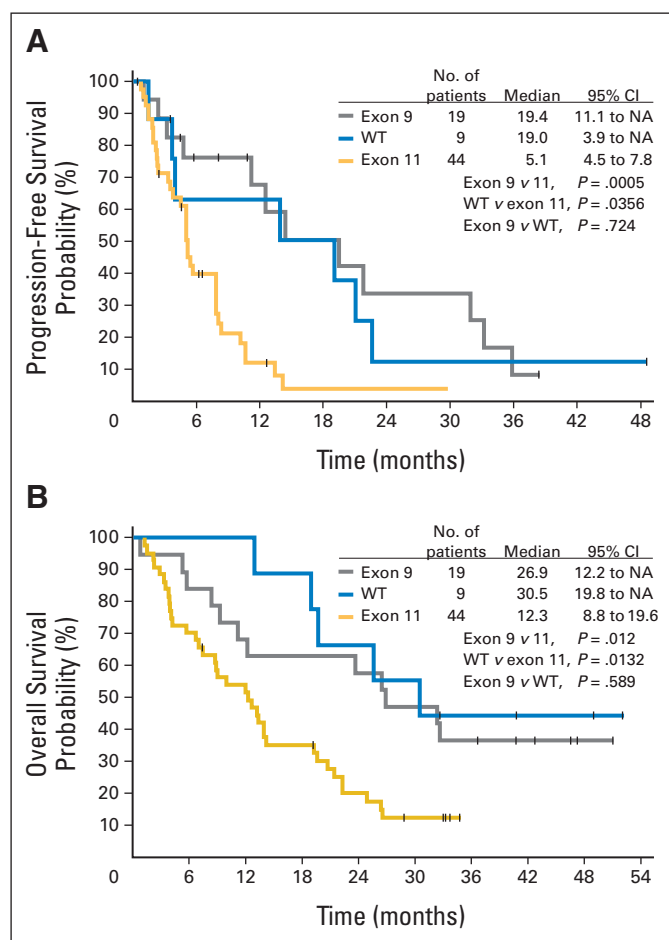 A
Progression-Free Survival
Probability (%)
100
90
80
70
60
50
40
30
20
10
0 6 12 18 24 30 36 42 48
Time (months)
No. of
patients Median 95% CI
Exon 9 19 19.4 11.1 to NA
WT 9 19.0 3.9 to NA
Exon 11 44 5.1 4.5 to 7.8
Exon 9 v 11, P = .0005
WT v exon 11, P = .0356
Exon 9 v WT, P = .724
B
Overall Survival
Probability (%)
100
90
80
70
60
50
40
30
20
10
0 6 12 18 24 30 36 42 48 54
Time (months)
No. of
patients Median 95% CI
Exon 9 19 26.9 12.2 to NA
WT 9 30.5 19.8 to NA
Exon 11 44 12.3 8.8 to 19.6
Exon 9 v 11, P = .012
WT v exon 11, P = .0132
Exon 9 v WT, P = .589